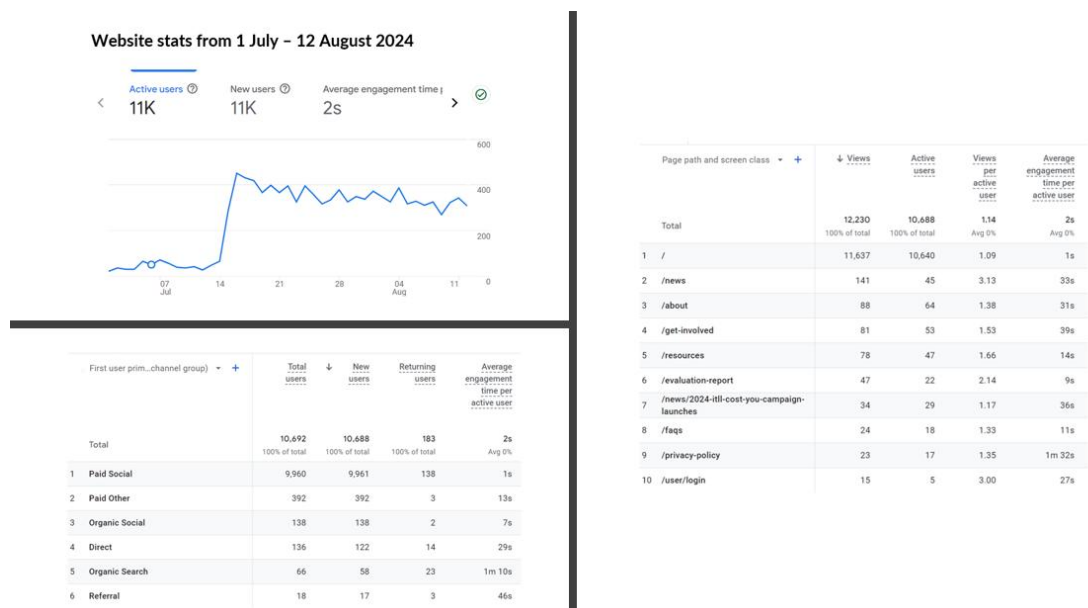 Website stats from 1 July – 12 August 2024
Active users
New users
Average engagement time
11K
11K
2s
600
400
200
0
07
Jul
14
21
28
04
Aug
11
First user prim...channel group)
Total users
New users
Returning users
Average engagement time per active user
Total
10,692
10,688
183
2s
100% of total
100% of total
100% of total
Avg 0%
1 Paid Social 9,960 9,961 138 1s
2 Paid Other 392 392 3 13s
3 Organic Social 138 138 2 7s
4 Direct 136 122 14 29s
5 Organic Search 66 58 23 1m 10s
6 Referral 18 17 3 46s
Page path and screen class
Views
Active users
Views per active user
Average engagement time per active user
Total
12,230
10,688
1.14
2s
100% of total
100% of total
Avg 0%
Avg 0%
1 / 11,637 10,640 1.09 1s
2 /news 141 45 3.13 33s
3 /about 88 64 1.38 31s
4 /get-involved 81 53 1.53 39s
5 /resources 78 47 1.66 14s
6 /evaluation-report 47 22 2.14 9s
7 /news/2024-itll-cost-you-campaign-launches 34 29 1.17 36s
8 /faqs 24 18 1.33 11s
9 /privacy-policy 23 17 1.35 1m 32s
10 /user/login 15 5 3.00 27s